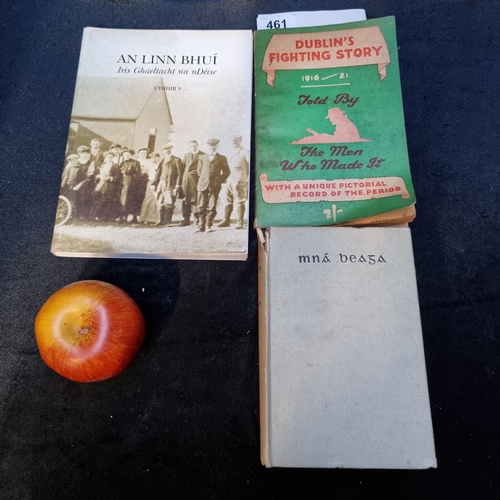 461
AN LINN BHUÍ
Iris Ghaeltacht na nDéise
UIMHIR 9
DUBLIN'S
FIGHTING STORY
1916-21
Told By
The Men
Who Made It
WITH A UNIQUE PICTORIAL
RECORD OF THE PERIOD
2/-
mná beaga